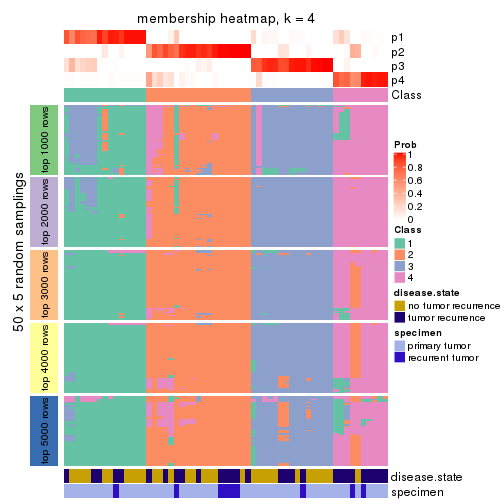 membership heatmap, k = 4
p1
p2
p3
p4
Class
50 x 5 random samplings
top 1000 rows
top 2000 rows
top 3000 rows
top 4000 rows
top 5000 rows
disease.state
specimen
Prob
1
0.8
0.6
0.4
0.2
0
Class
1
2
3
4
disease.state
no tumor recurrence
tumor recurrence
specimen
primary tumor
recurrent tumor